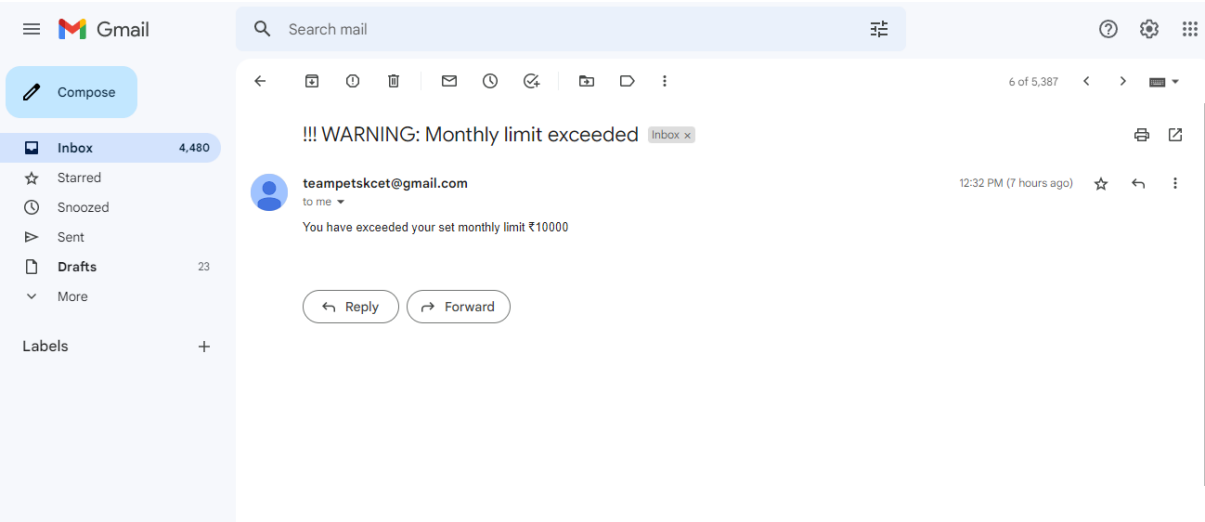 Gmail
Search mail
Compose
6 of 5,387
!!! WARNING: Monthly limit exceeded Inbox x
Inbox 4,480
teampetskcet@gmail.com 12:32 PM (7 hours ago)
Starred
to me
Snoozed
You have exceeded your set monthly limit ₹10000
Sent
Drafts 23
More
Reply Forward
Labels +